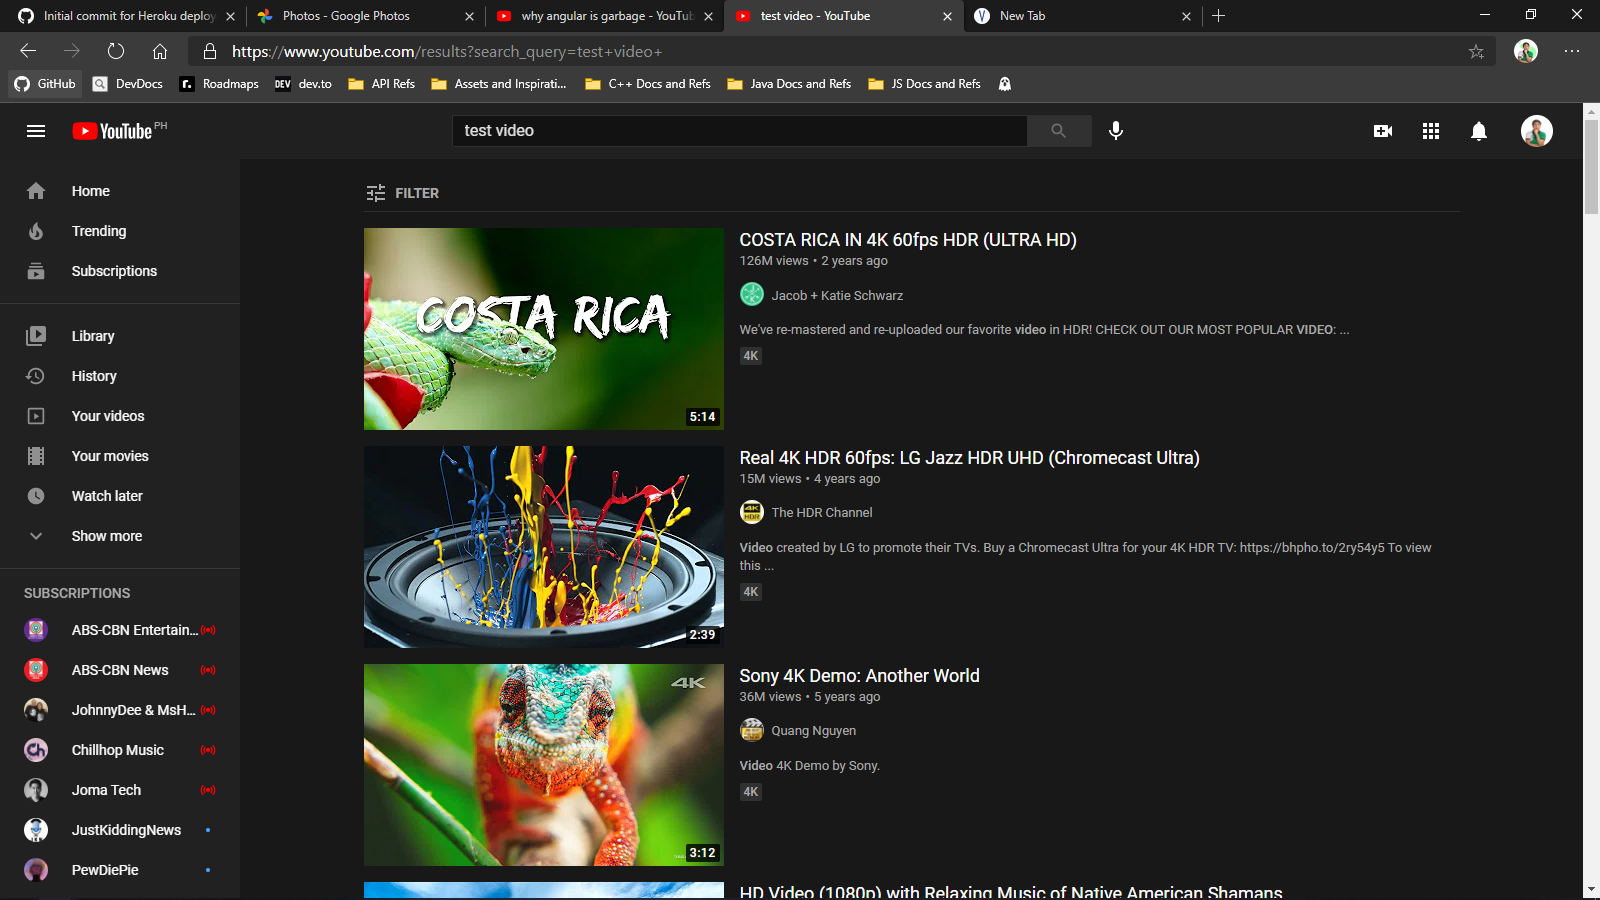 Initial commit for Heroku deploy
Photos - Google Photos
why angular is garbage - YouTub
test video - YouTube
New Tab
https://www.youtube.com/results?search_query=test+video+
GitHub
DevDocs
r.
Roadmaps
DEV
dev.to
API Refs
Assets and Inspirati...
C++ Docs and Refs
Java Docs and Refs
JS Docs and Refs
YouTube PH
test video
Home
Trending
Subscriptions
Library
History
Your videos
Your movies
Watch later
Show more
SUBSCRIPTIONS
ABS-CBN Entertain...
ABS-CBN News
JohnnyDee & MsH...
Chillhop Music
Joma Tech
JustKiddingNews
PewDiePie
FILTER
COSTA RICA
5:14
COSTA RICA IN 4K 60fps HDR (ULTRA HD)
126M views • 2 years ago
Jacob + Katie Schwarz
We've re-mastered and re-uploaded our favorite video in HDR! CHECK OUT OUR MOST POPULAR VIDEO: ...
4K
2:39
Real 4K HDR 60fps: LG Jazz HDR UHD (Chromecast Ultra)
15M views • 4 years ago
4K HDR
The HDR Channel
Video created by LG to promote their TVs. Buy a Chromecast Ultra for your 4K HDR TV: https://bhpho.to/2ry54y5 To view
this ...
4K
4K
3:12
Sony 4K Demo: Another World
36M views • 5 years ago
Quang Nguyen
Video 4K Demo by Sony.
4K
HD Video (1080p) with Relaxing Music of Native American Shamans